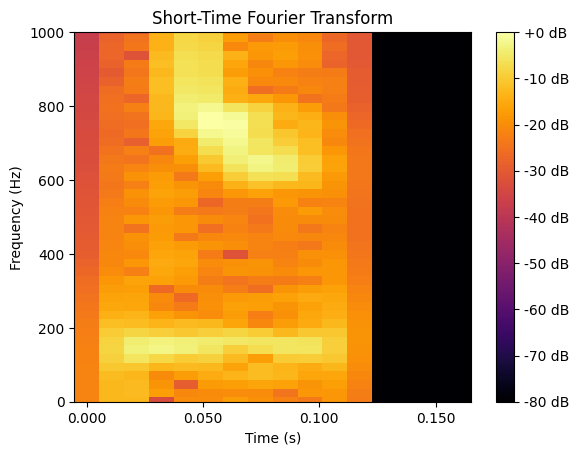 Short-Time Fourier Transform
Frequency (Hz)
1000
800
600
400
200
0
0.000 0.050 0.100 0.150
Time (s)
+0 dB
-10 dB
-20 dB
-30 dB
-40 dB
-50 dB
-60 dB
-70 dB
-80 dB